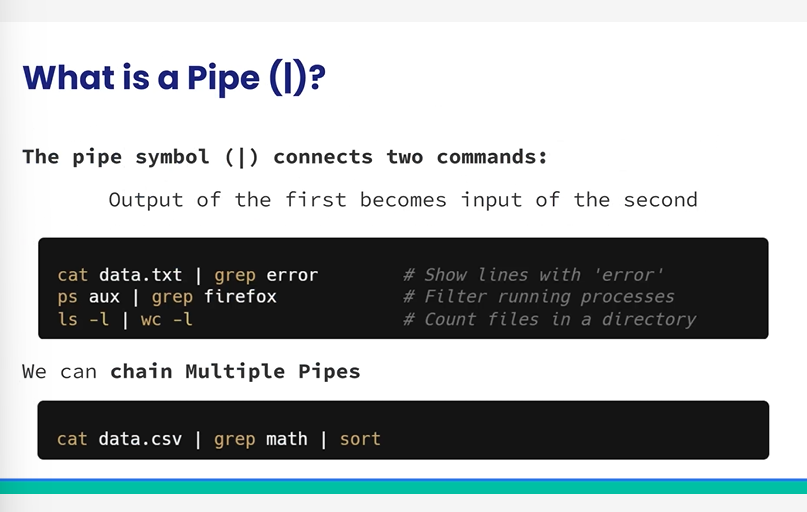 What is a Pipe (|)?
The pipe symbol (|) connects two commands:
Output of the first becomes input of the second
cat data.txt | grep error # Show lines with 'error'
ps aux | grep firefox # Filter running processes
ls -l | wc -l # Count files in a directory
We can chain Multiple Pipes
cat data.csv | grep math | sort